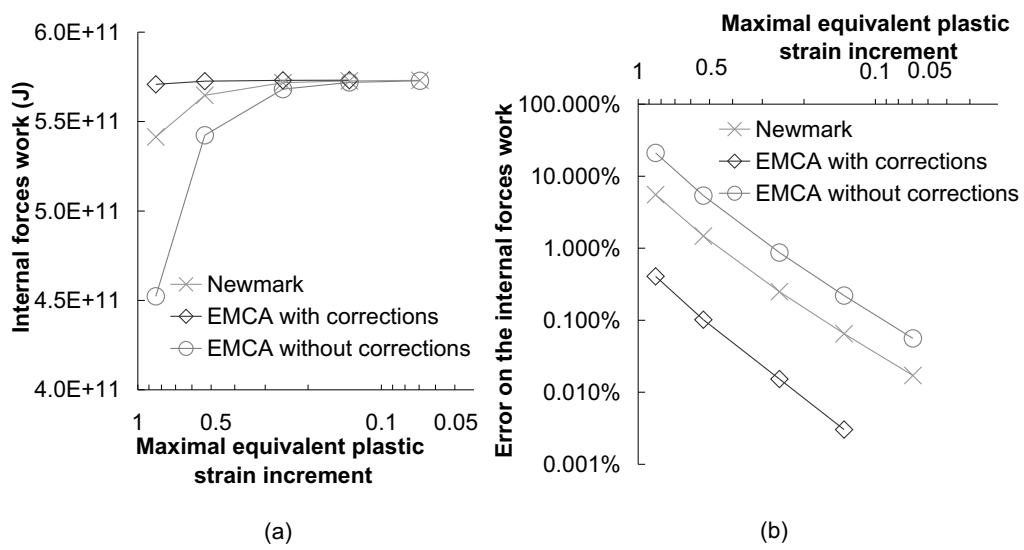 6.0E+11
5.5E+11
5.0E+11
4.5E+11
4.0E+11
Internal forces work (J)
Newmark
EMCA with corrections
EMCA without corrections
1
0.5
0.1
0.05
Maximal equivalent plastic
strain increment
(a)
Maximal equivalent plastic
strain increment
1
0.5
0.1
0.05
100.000%
10.000%
1.000%
0.100%
0.010%
0.001%
Error on the internal forces work
Newmark
EMCA with corrections
EMCA without corrections
(b)